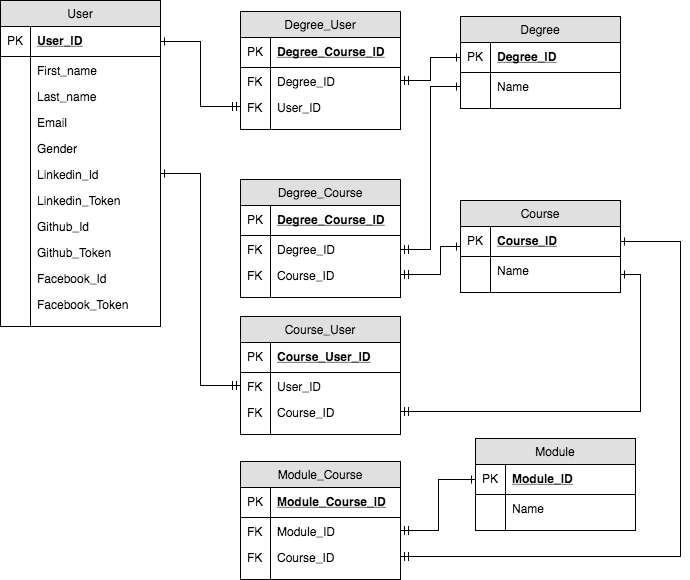 User
PK User_ID
First_name
Last_name
Email
Gender
Linkedin_Id
Linkedin_Token
Github_Id
Github_Token
Facebook_Id
Facebook_Token
Degree_User
PK Degree_Course_ID
FK Degree_ID
FK User_ID
Degree
PK Degree_ID
Name
Degree_Course
PK Degree_Course_ID
FK Degree_ID
FK Course_ID
Course
PK Course_ID
Name
Course_User
PK Course_User_ID
FK User_ID
FK Course_ID
Module
PK Module_ID
Name
Module_Course
PK Module_Course_ID
FK Module_ID
FK Course_ID